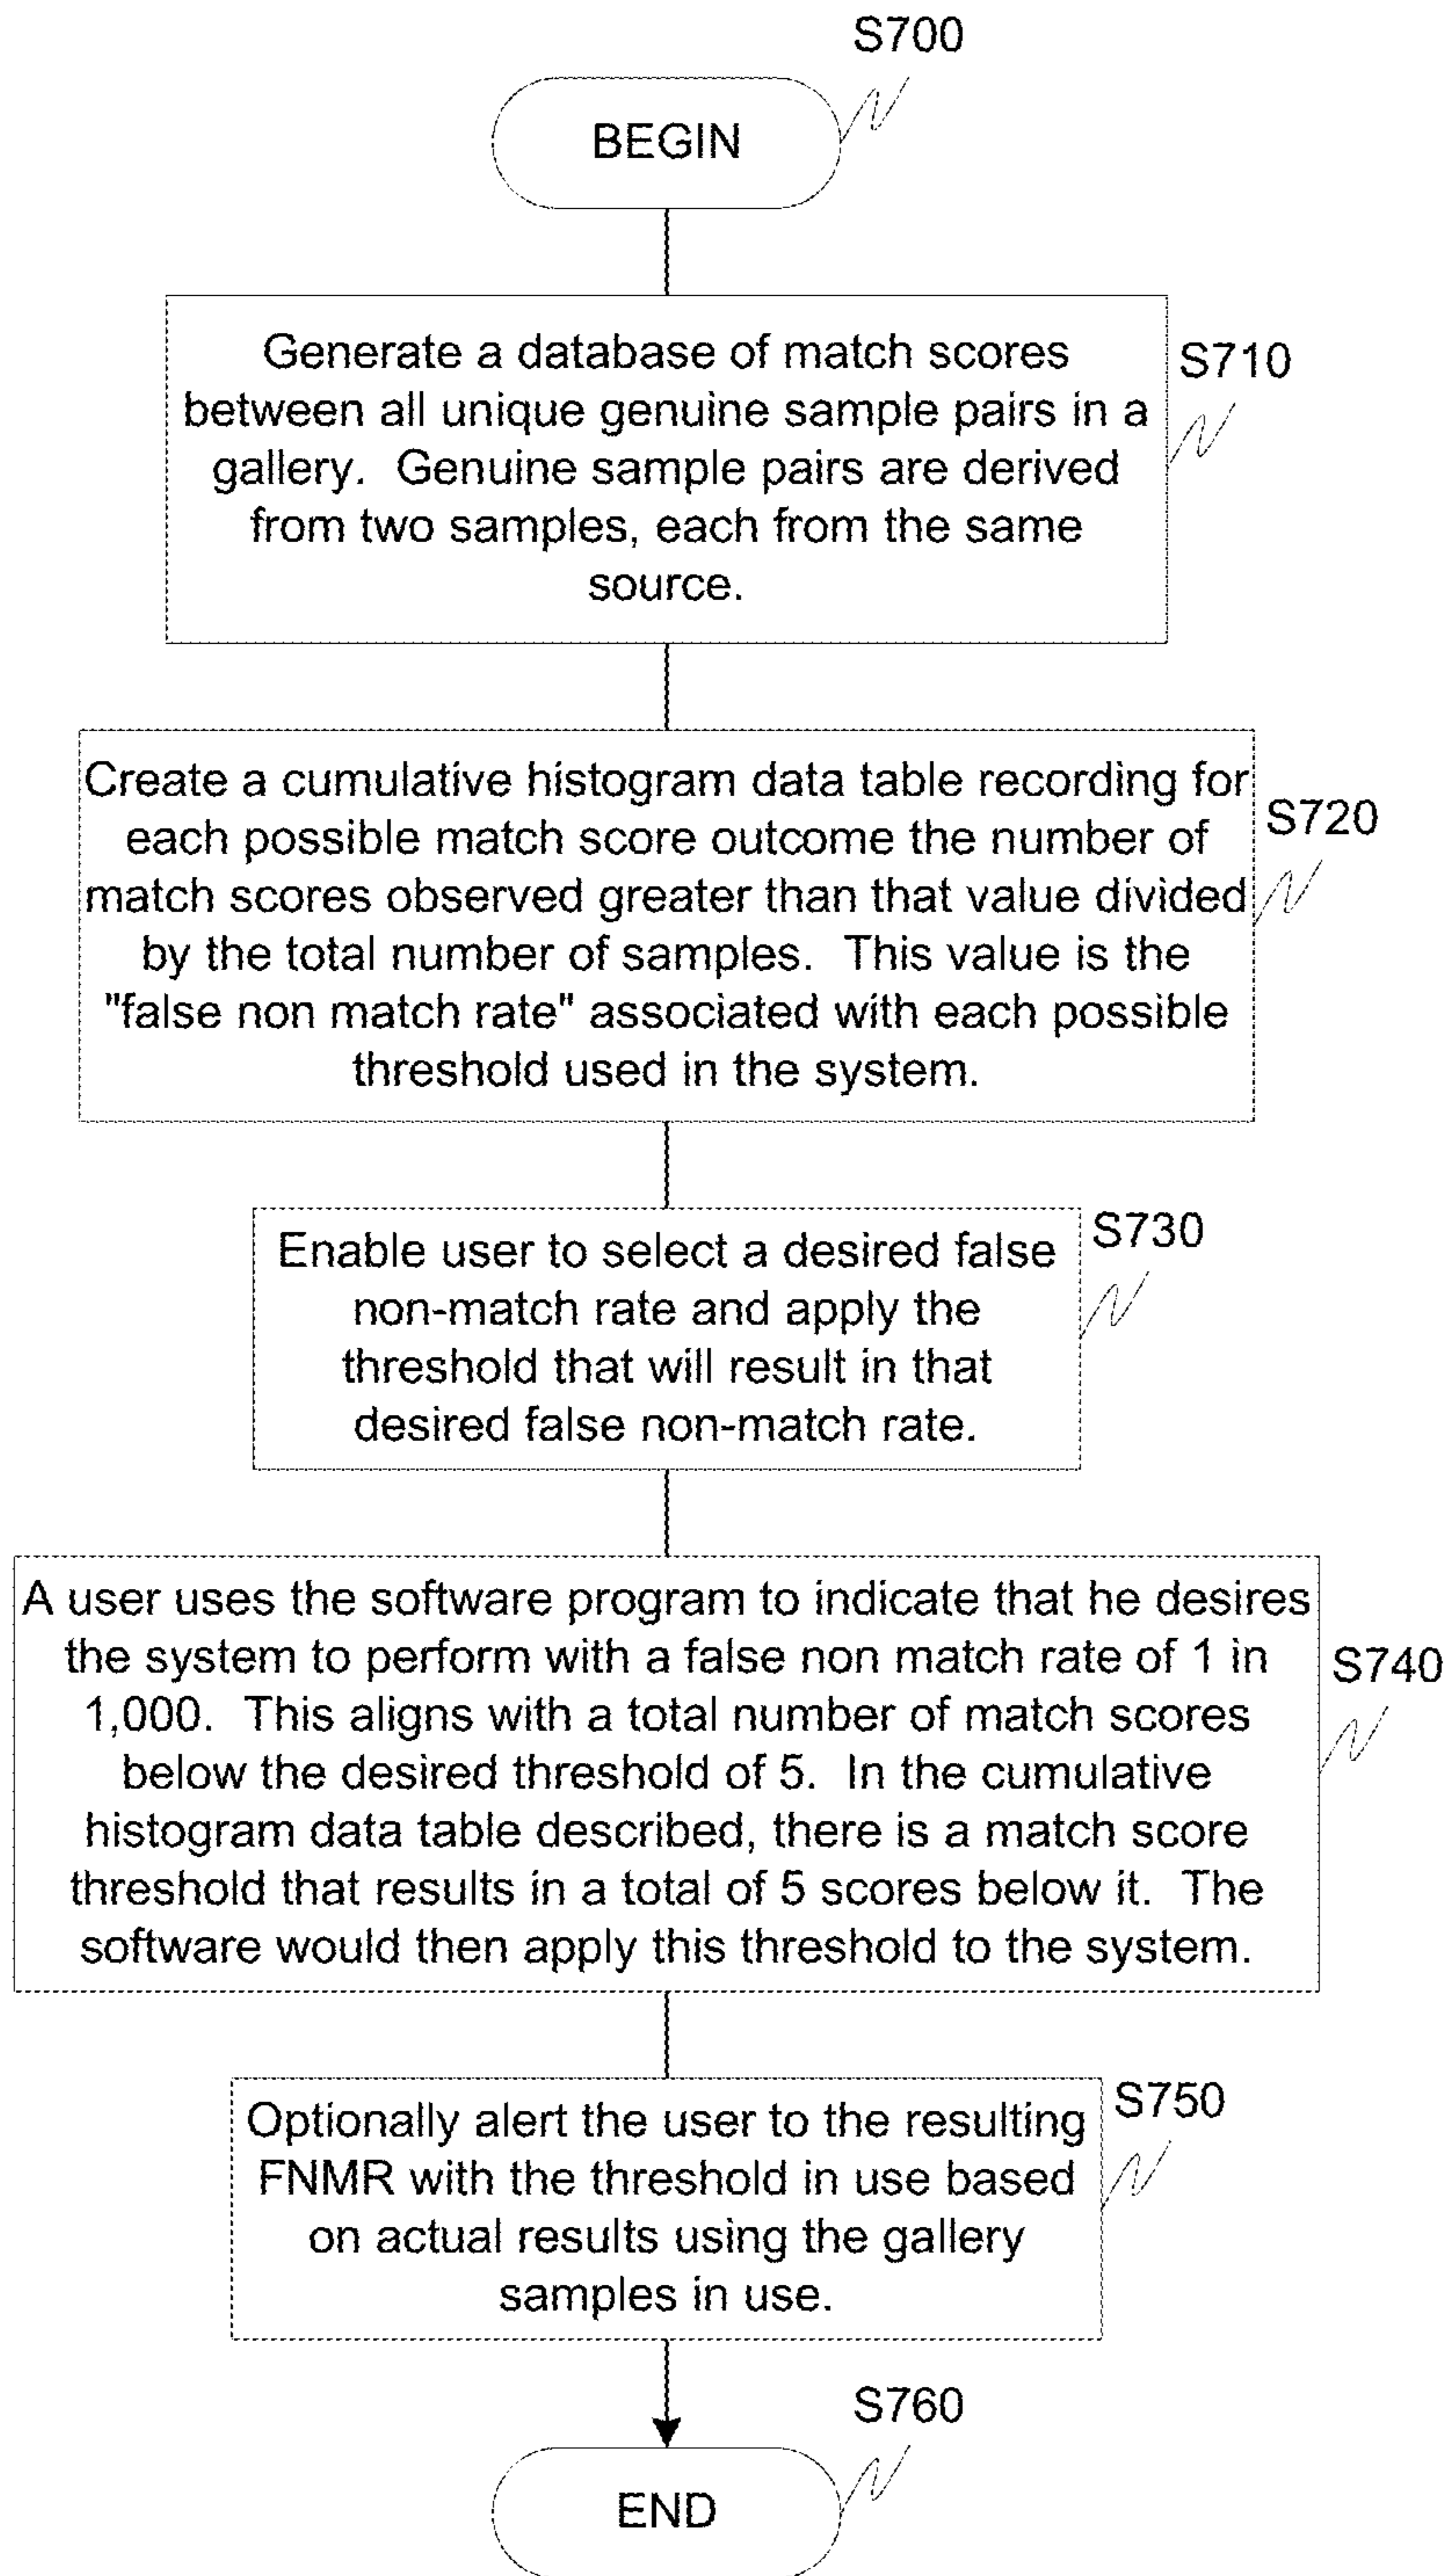 S700
BEGIN
Generate a database of match scores
between all unique genuine sample pairs in a
gallery.  Genuine sample pairs are derived
from two samples, each from the same
source.
S710
Create a cumulative histogram data table recording for
each possible match score outcome the number of
match scores observed greater than that value divided
by the total number of samples.  This value is the
"false non match rate" associated with each possible
threshold used in the system.
S720
Enable user to select a desired false
non-match rate and apply the
threshold that will result in that
desired false non-match rate.
S730
A user uses the software program to indicate that he desires
the system to perform with a false non match rate of 1 in
1,000.  This aligns with a total number of match scores
below the desired threshold of 5.  In the cumulative
histogram data table described, there is a match score
threshold that results in a total of 5 scores below it.  The
software would then apply this threshold to the system.
S740
Optionally alert the user to the resulting
FNMR with the threshold in use based
on actual results using the gallery
samples in use.
S750
S760
END